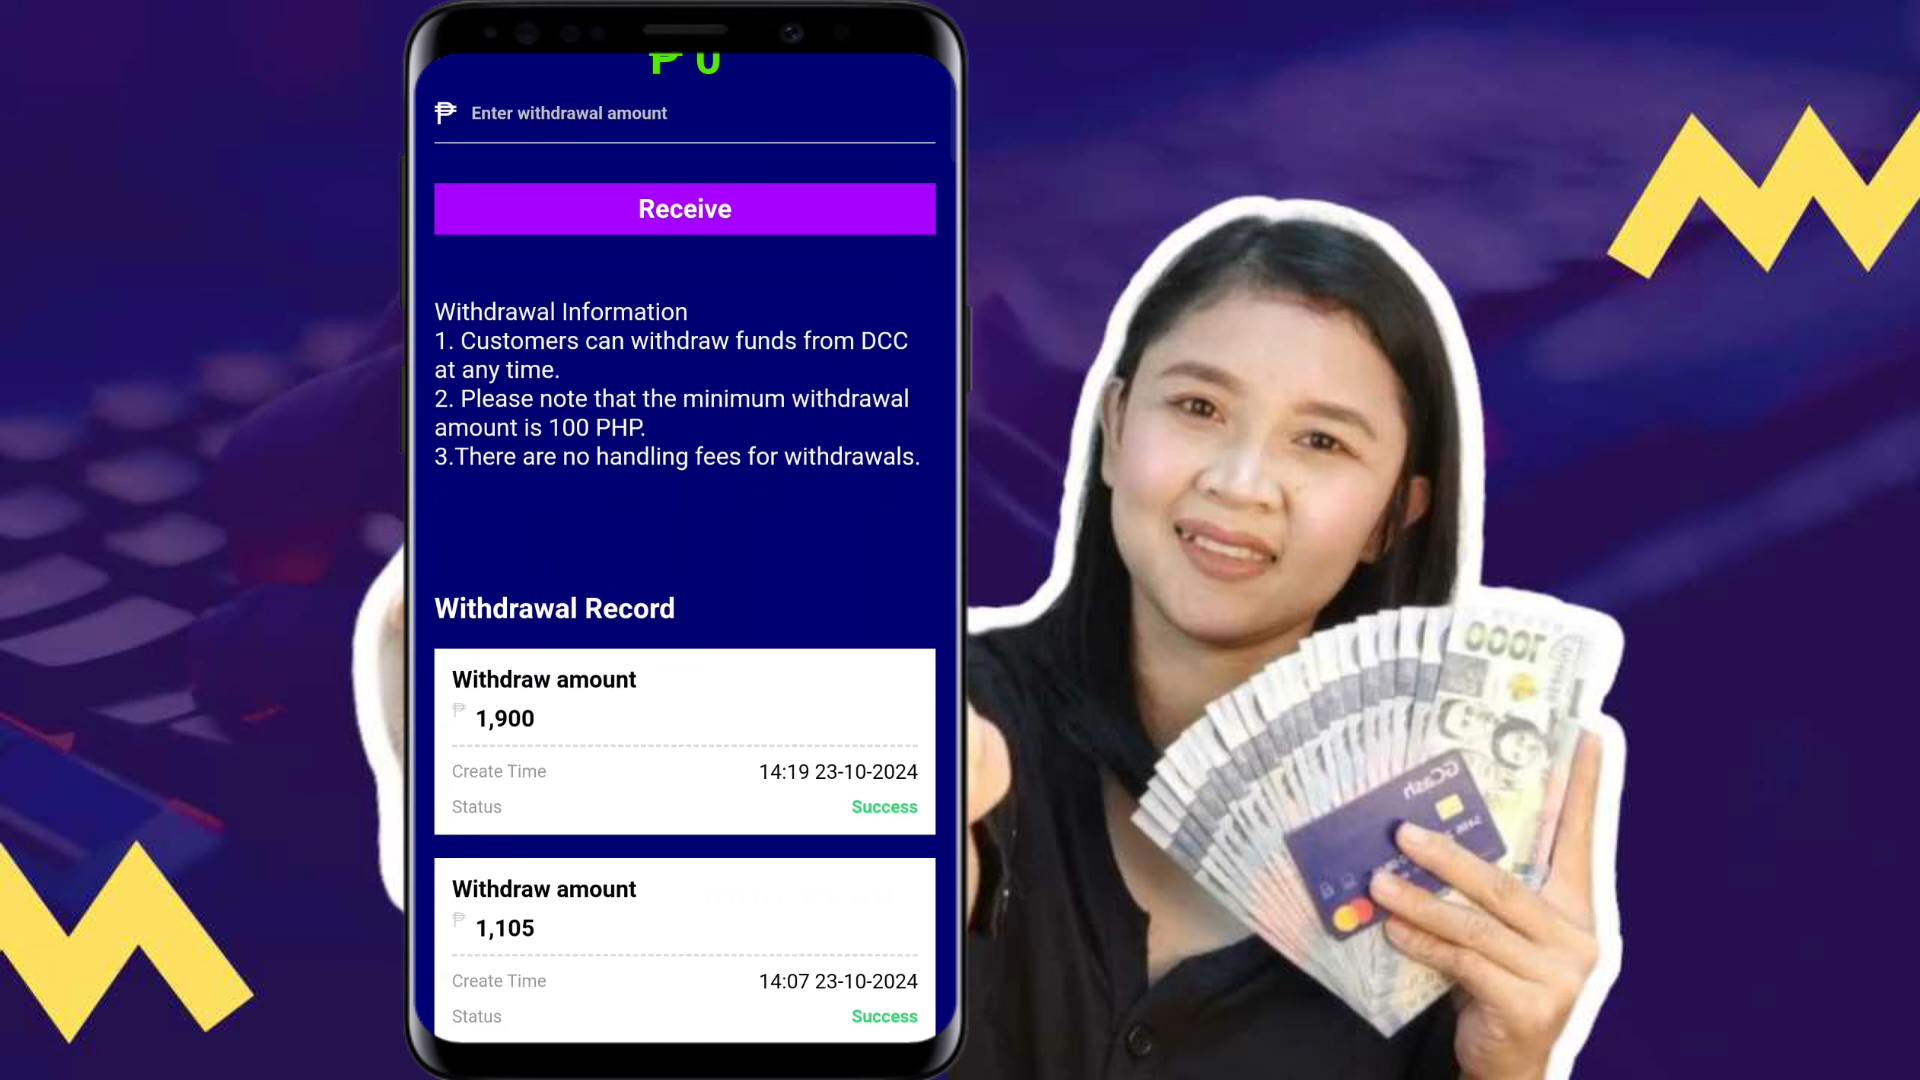 ₱ 0
₱ Enter withdrawal amount
Receive
Withdrawal Information
1. Customers can withdraw funds from DCC
at any time.
2. Please note that the minimum withdrawal
amount is 100 PHP.
3.There are no handling fees for withdrawals.
Withdrawal Record
Withdraw amount
₱ 1,900
Create Time 14:19 23-10-2024
Status Success
Withdraw amount
₱ 1,105
Create Time 14:07 23-10-2024
Status Success
1000
GCash